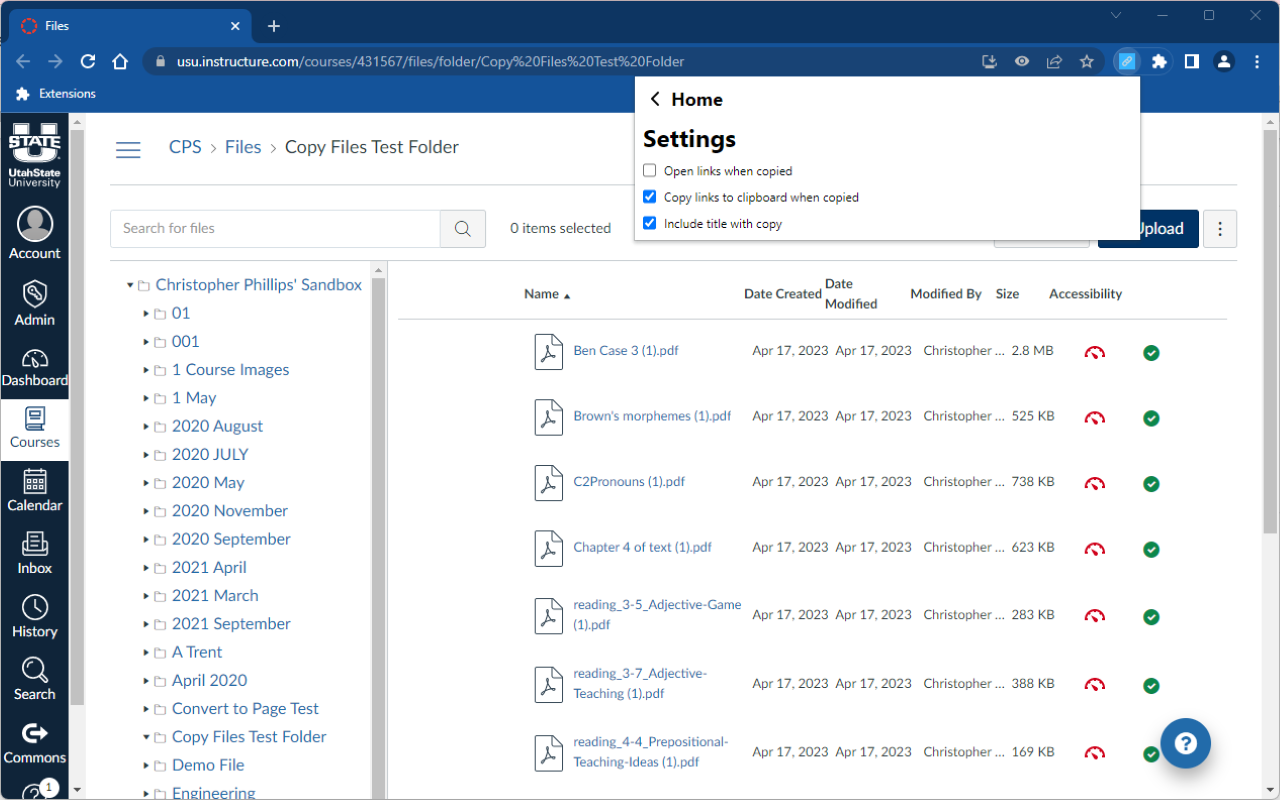 Files
usu.instructure.com/courses/431567/files/folder/Copy%20Files%20Test%20Folder
Extensions
Home
Settings
Open links when copied
Copy links to clipboard when copied
Include title with copy
STATE
UtahState
University
Account
Admin
Dashboard
Courses
Calendar
Inbox
History
Search
Commons
1
CPS > Files > Copy Files Test Folder
Search for files
0 items selected
Upload
Christopher Phillips' Sandbox
01
001
1 Course Images
1 May
2020 August
2020 JULY
2020 May
2020 November
2020 September
2021 April
2021 March
2021 September
A Trent
April 2020
Convert to Page Test
Copy Files Test Folder
Demo File
Engineering
Name Date Created Date Modified Modified By Size Accessibility
Ben Case 3 (1).pdf Apr 17, 2023 Apr 17, 2023 Christopher ... 2.8 MB
Brown's morphemes (1).pdf Apr 17, 2023 Apr 17, 2023 Christopher ... 525 KB
C2Pronouns (1).pdf Apr 17, 2023 Apr 17, 2023 Christopher ... 738 KB
Chapter 4 of text (1).pdf Apr 17, 2023 Apr 17, 2023 Christopher ... 623 KB
reading_3-5_Adjective-Game
(1).pdf Apr 17, 2023 Apr 17, 2023 Christopher ... 283 KB
reading_3-7_Adjective-
Teaching (1).pdf Apr 17, 2023 Apr 17, 2023 Christopher ... 388 KB
reading_4-4_Prepositional-
Teaching-Ideas (1).pdf Apr 17, 2023 Apr 17, 2023 Christopher ... 169 KB
?